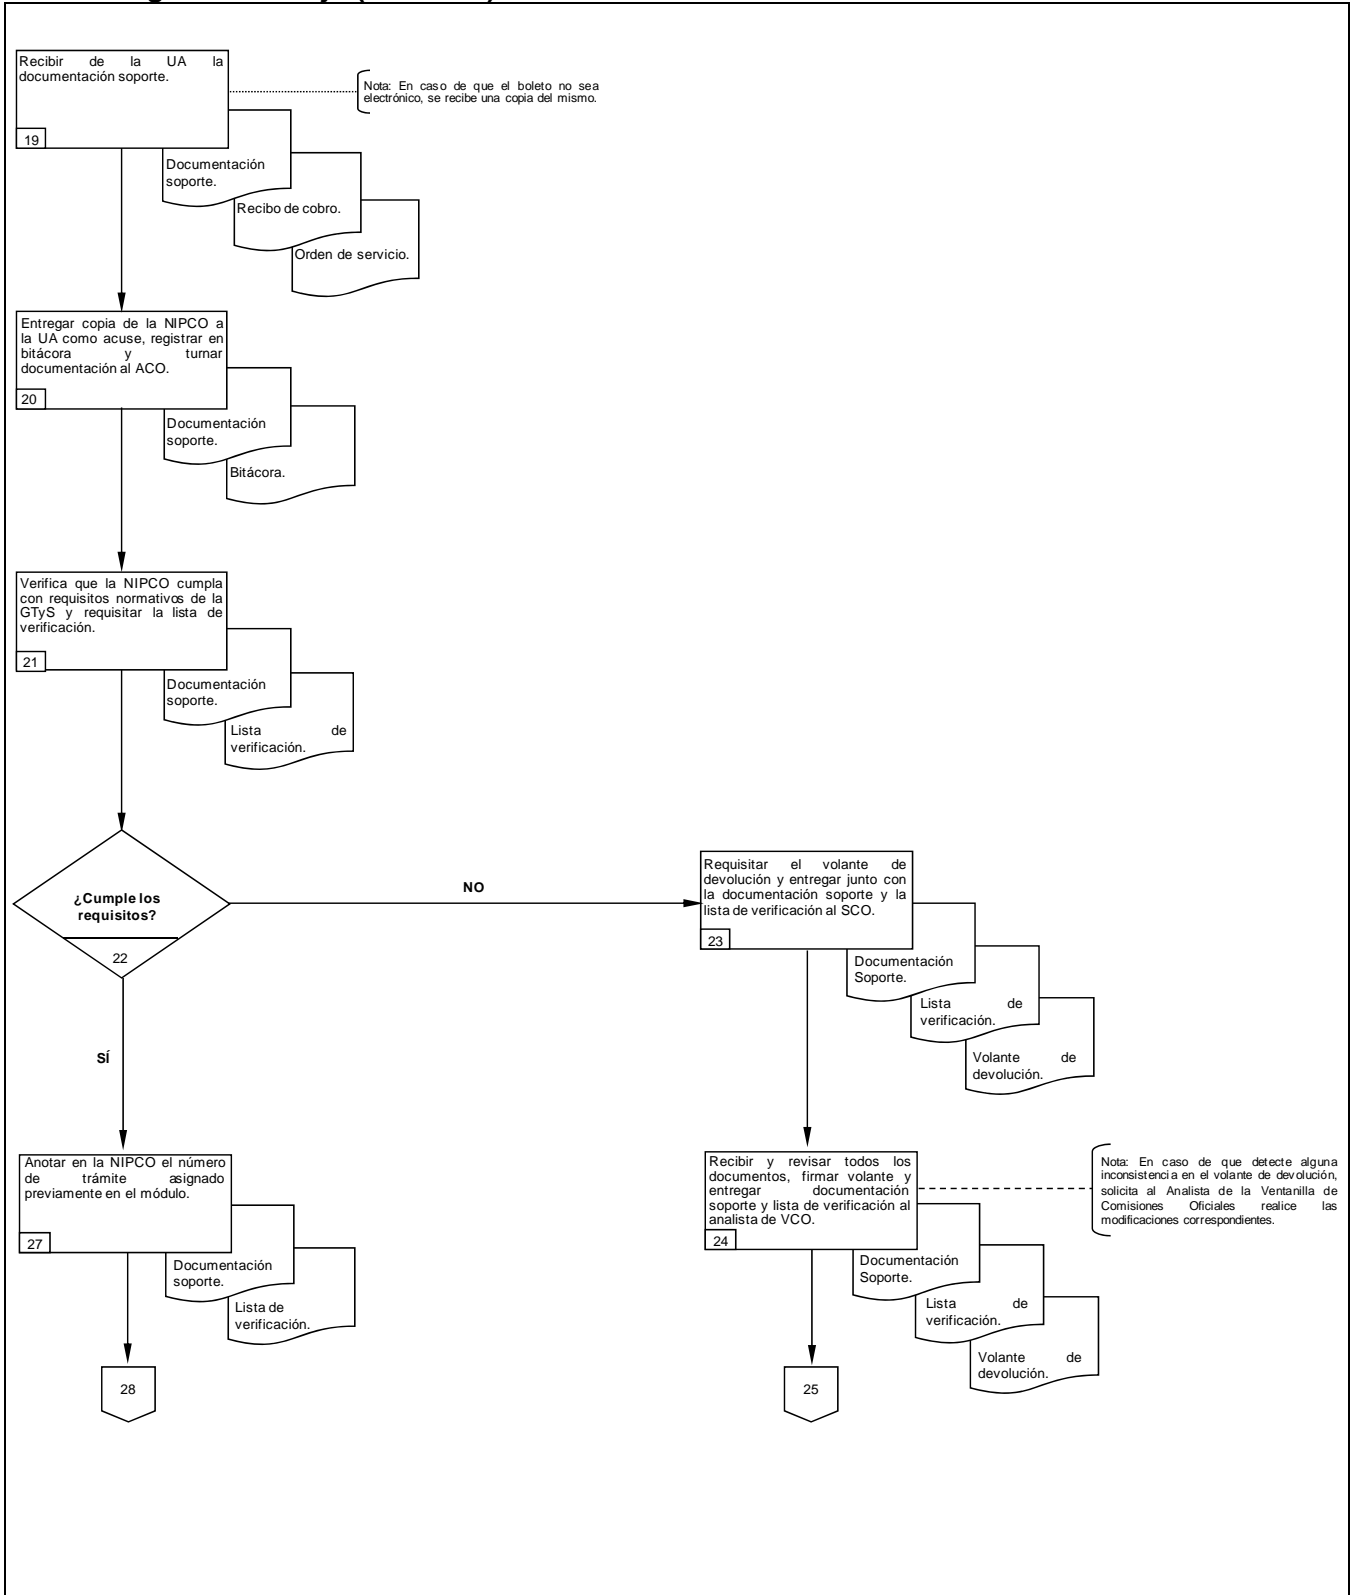 Recibir de la UA la
documentación soporte.
19
Nota: En caso de que el boleto no sea
electrónico, se recibe una copia del mismo.
Documentación
soporte.
Recibo de cobro.
Orden de servicio.
Entregar copia de la NIPCO a
la UA como acuse, registrar en
bitácora y turnar
documentación al ACO.
20
Documentación
soporte.
Bitácora.
Verifica que la NIPCO cumpla
con requisitos normativos de la
GTyS y requisitar la lista de
verificación.
21
Documentación
soporte.
Lista de
verificación.
¿Cumple los
requisitos?
22
NO
SÍ
Requisitar el volante de
devolución y entregar junto con
la documentación soporte y la
lista de verificación al SCO.
23
Documentación
Soporte.
Lista de
verificación.
Volante de
devolución.
Anotar en la NIPCO el número
de trámite asignado
previamente en el módulo.
27
Documentación
soporte.
Lista de
verificación.
28
Recibir y revisar todos los
documentos, firmar volante y
entregar documentación
soporte y lista de verificación al
analista de VCO.
24
Nota: En caso de que detecte alguna
inconsistencia en el volante de devolución,
solicita al Analista de la Ventanilla de
Comisiones Oficiales realice las
modificaciones correspondientes.
Documentación
Soporte.
Lista de
verificación.
Volante de
devolución.
25